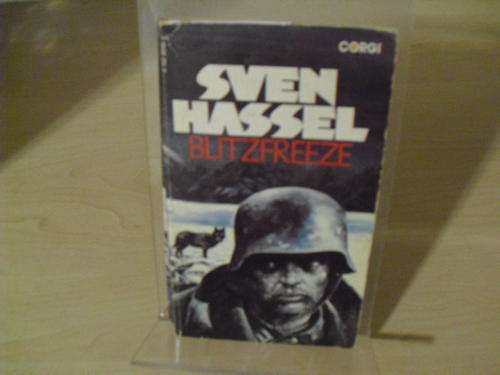 CORGI
SVEN
HASSEL
BLITZFREEZE